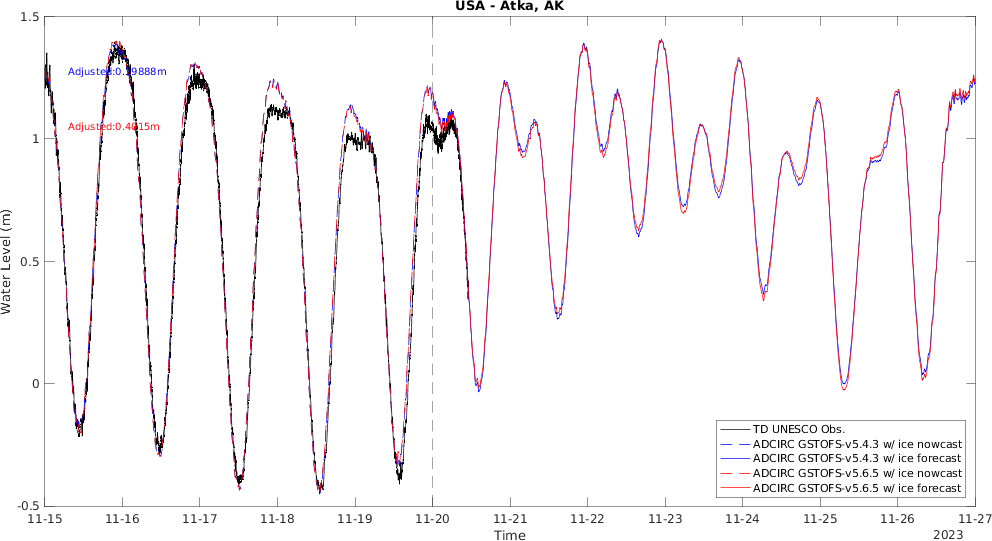 USA - Atka, AK
1.5
1
0.5
0
-0.5
Water Level (m)
Adjusted:0.19888m
Adjusted:0.4015m
TD UNESCO Obs.
ADCIRC GSTOFS-v5.4.3 w/ ice nowcast
ADCIRC GSTOFS-v5.4.3 w/ ice forecast
ADCIRC GSTOFS-v5.6.5 w/ ice nowcast
ADCIRC GSTOFS-v5.6.5 w/ ice forecast
11-15 11-16 11-17 11-18 11-19 11-20 11-21 11-22 11-23 11-24 11-25 11-26 11-27
Time
2023